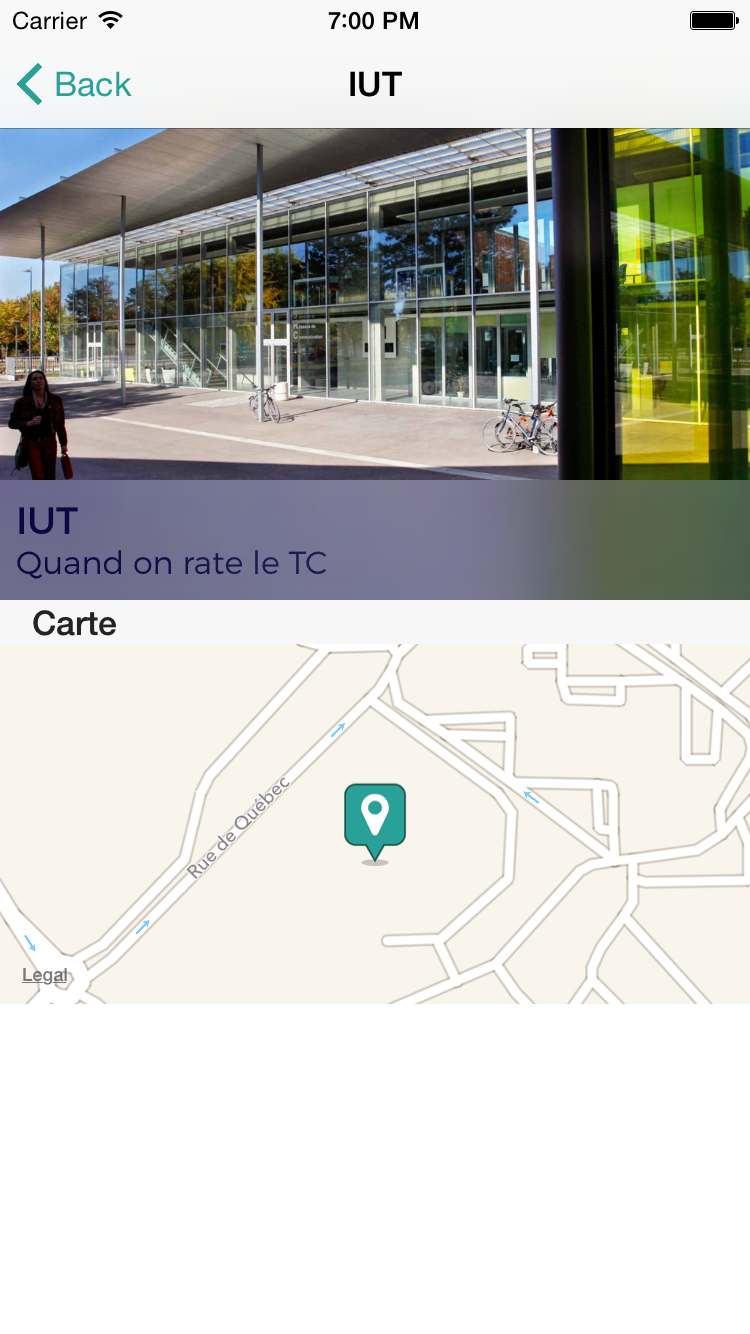 Carrier 7:00 PM
Back IUT
IUT
Quand on rate le TC
Carte
Rue de Québec
Legal